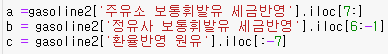 a =gasoline2['주유소 보통휘발유 세금반영'].iloc[7:]
b = gasoline2['정유사 보통휘발유 세금반영'].iloc[6:-1]
c = gasoline2['환율반영 원유'].iloc[:-7]